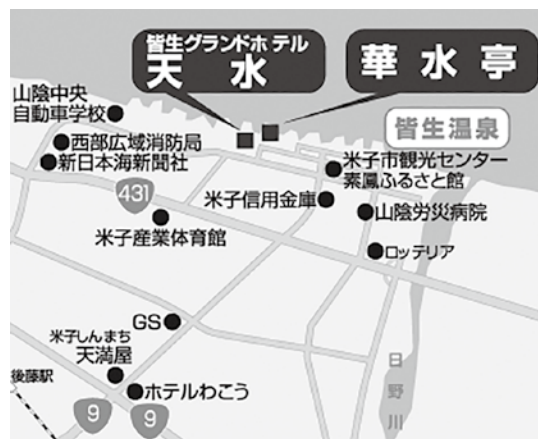 皆生グランドホテル
天水
華水亭
山陰中央
自動車学校
皆生温泉
西部広域消防局
新日本海新聞社
米子市観光センター
素鳳ふるさと館
431
米子信用金庫
山陰労災病院
米子産業体育館
ロッテリア
GS
米子しんまち
天満屋
後藤駅
ホテルわこう
日野川
9
9